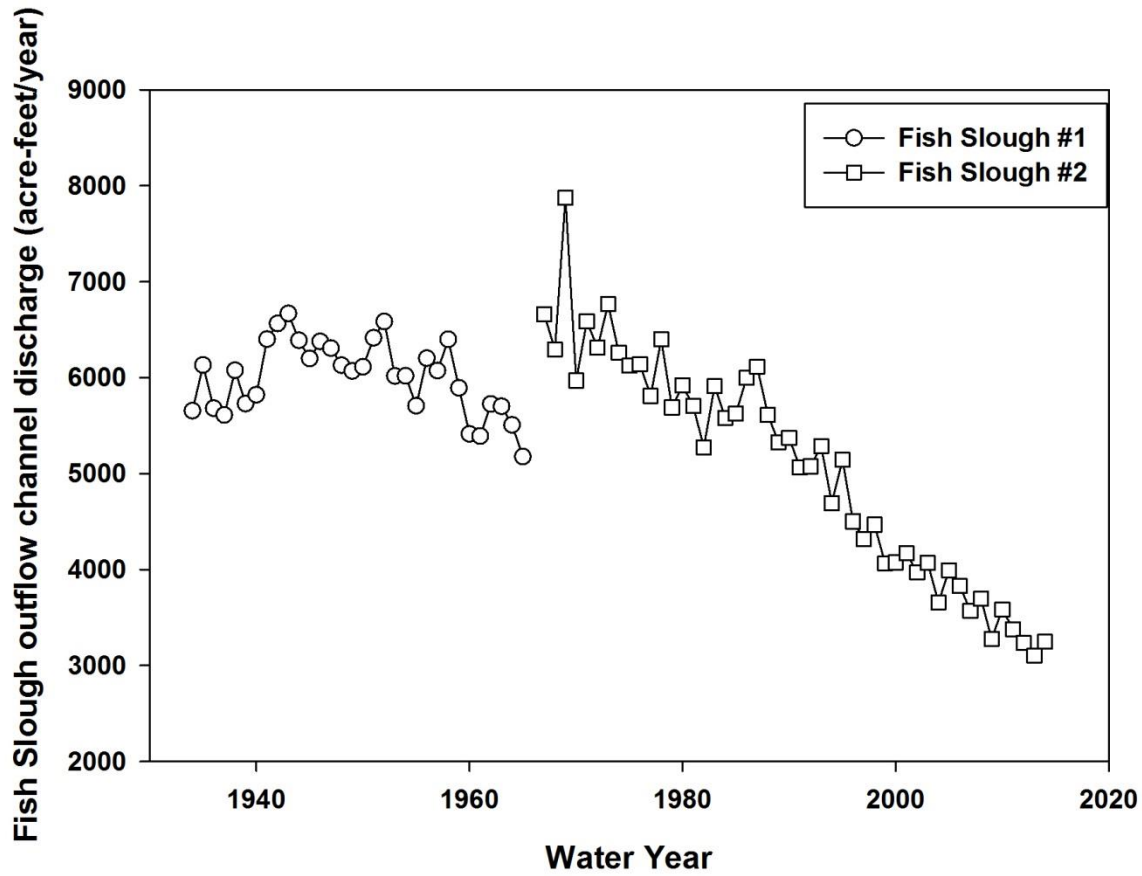 Fish Slough outflow channel discharge (acre-feet/year)
9000
8000
7000
6000
5000
4000
3000
2000
Fish Slough #1
Fish Slough #2
1940 1960 1980 2000 2020
Water Year